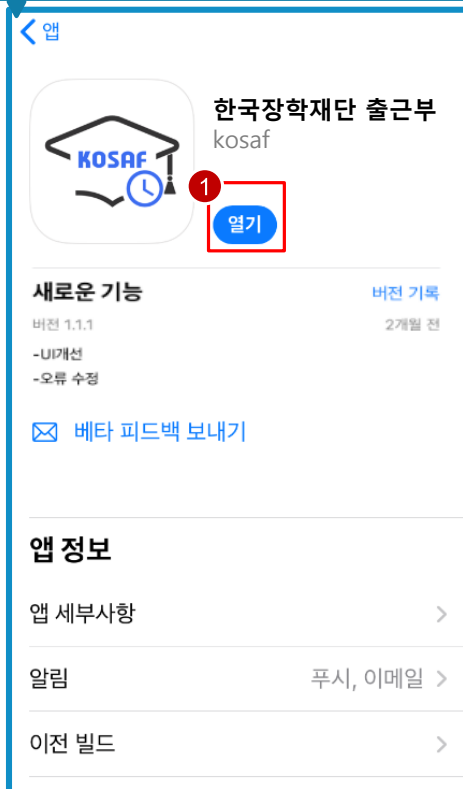 앱
한국장학재단 출근부
kosaf
KOSAF
1
열기
새로운 기능 버전 기록
버전 1.1.1 2개월 전
-UI개선
-오류 수정
베타 피드백 보내기
앱 정보
앱 세부사항
알림 푸시, 이메일
이전 빌드